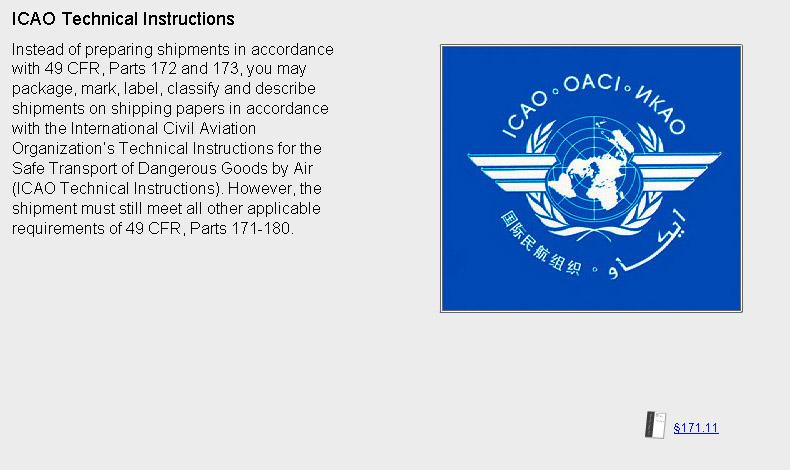 ICAO Technical Instructions
Instead of preparing shipments in accordance
with 49 CFR, Parts 172 and 173, you may
package, mark, label, classify and describe
shipments on shipping papers in accordance
with the International Civil Aviation
Organization's Technical Instructions for the
Safe Transport of Dangerous Goods by Air
(ICAO Technical Instructions). However, the
shipment must still meet all other applicable
requirements of 49 CFR, Parts 171-180.
ICAO ◦ OACI ◦ ИКАО
国际民航组织 ◦ ايكاو
§171.11